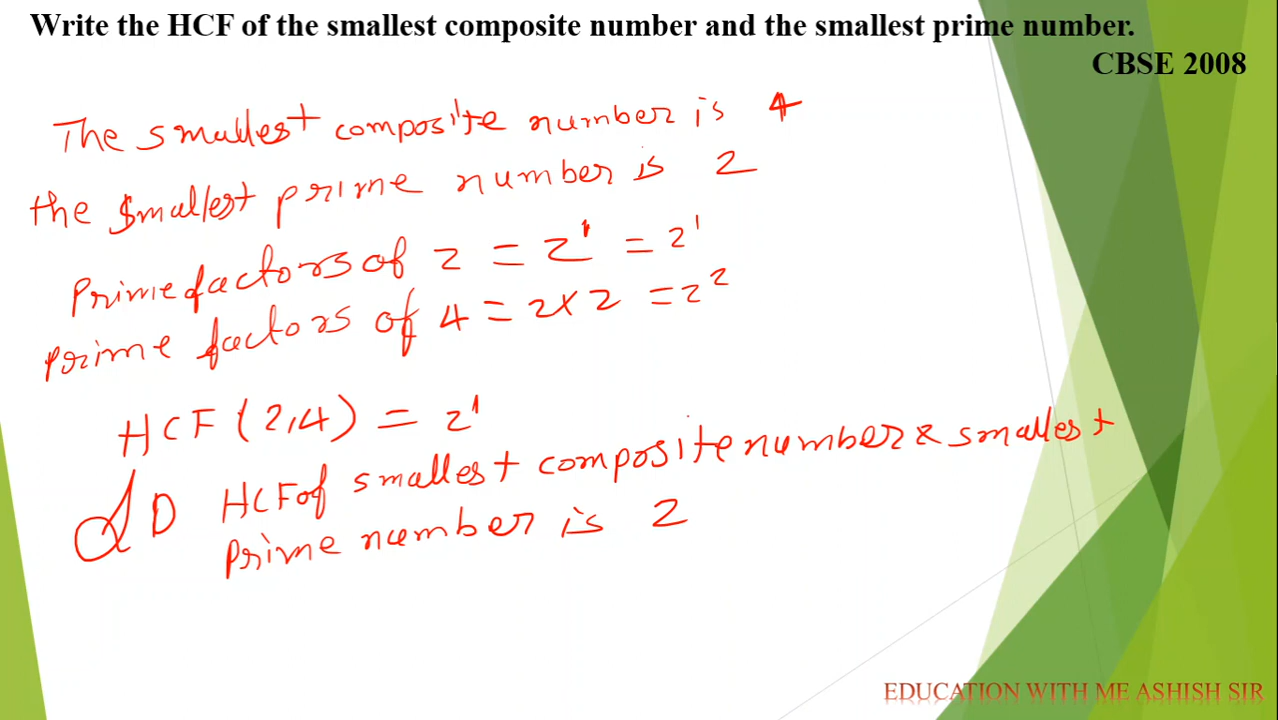 Write the HCF of the smallest composite number and the smallest prime number.
CBSE 2008
The smallest composite number is 4
the smallest prime number is 2
Prime factors of 2 = 2¹ = 2¹
prime factors of 4 = 2 x 2 = 2²
HCF (2,4) = 2¹
HCF of smallest composite number & smallest
prime number is 2
EDUCATION WITH ME ASHISH SIR